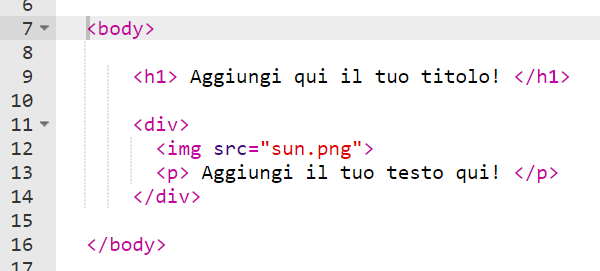 6
7 <body>
8
9 <h1> Aggiungi qui il tuo titolo! </h1>
10
11 <div>
12 <img src="sun.png">
13 <p> Aggiungi il tuo testo qui! </p>
14 </div>
15
16 </body>
17